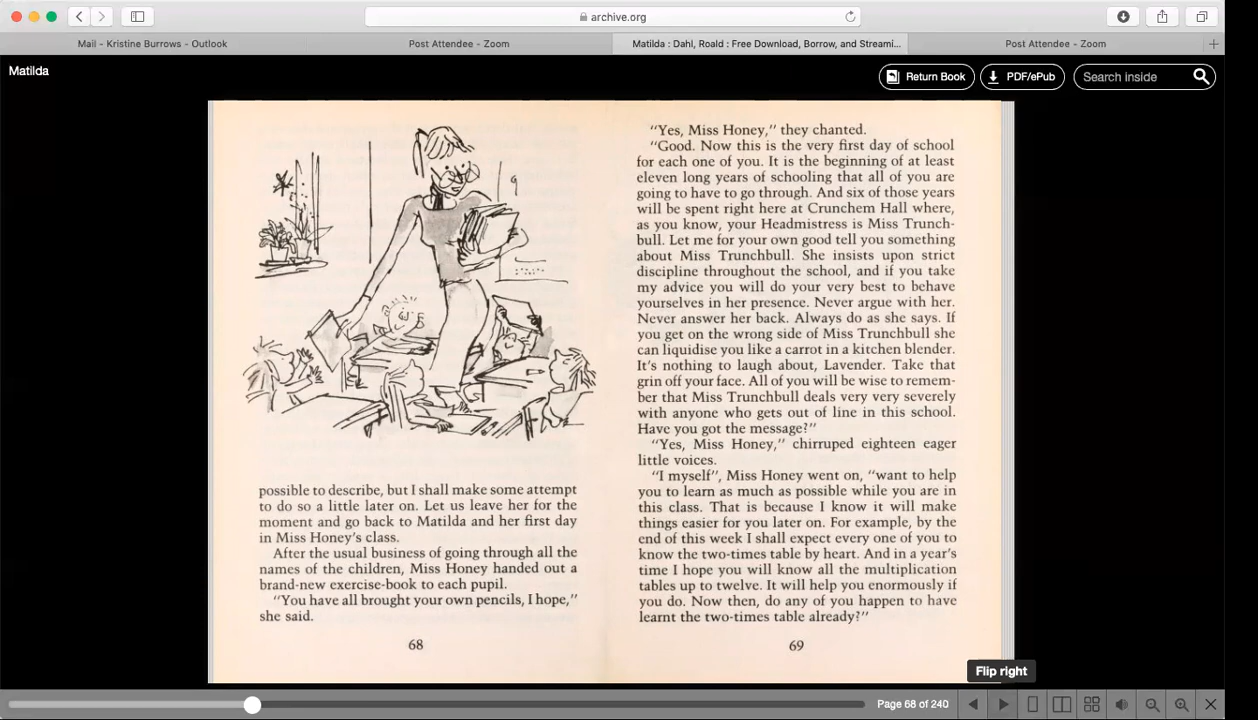 archive.org
Mail - Kristine Burrows - Outlook
Post Attendee - Zoom
Matilda : Dahl, Roald : Free Download, Borrow, and Streami...
Post Attendee - Zoom
Matilda
Return Book
PDF/ePub
Search inside
possible to describe, but I shall make some attempt
to do so a little later on. Let us leave her for the
moment and go back to Matilda and her first day
in Miss Honey's class.
After the usual business of going through all the
names of the children, Miss Honey handed out a
brand-new exercise-book to each pupil.
"You have all brought your own pencils, I hope,"
she said.
68
"Yes, Miss Honey," they chanted.
"Good. Now this is the very first day of school
for each one of you. It is the beginning of at least
eleven long years of schooling that all of you are
going to have to go through. And six of those years
will be spent right here at Crunchem Hall where,
as you know, your Headmistress is Miss Trunch-
bull. Let me for your own good tell you something
about Miss Trunchbull. She insists upon strict
discipline throughout the school, and if you take
my advice you will do your very best to behave
yourselves in her presence. Never argue with her.
Never answer her back. Always do as she says. If
you get on the wrong side of Miss Trunchbull she
can liquidise you like a carrot in a kitchen blender.
It's nothing to laugh about, Lavender. Take that
grin off your face. All of you will be wise to remem-
ber that Miss Trunchbull deals very very severely
with anyone who gets out of line in this school.
Have you got the message?"
"Yes, Miss Honey," chirruped eighteen eager
little voices.
"I myself", Miss Honey went on, "want to help
you to learn as much as possible while you are in
this class. That is because I know it will make
things easier for you later on. For example, by the
end of this week I shall expect every one of you to
know the two-times table by heart. And in a year's
time I hope you will know all the multiplication
tables up to twelve. It will help you enormously if
you do. Now then, do any of you happen to have
learnt the two-times table already?"
69
Flip right
Page 68 of 240